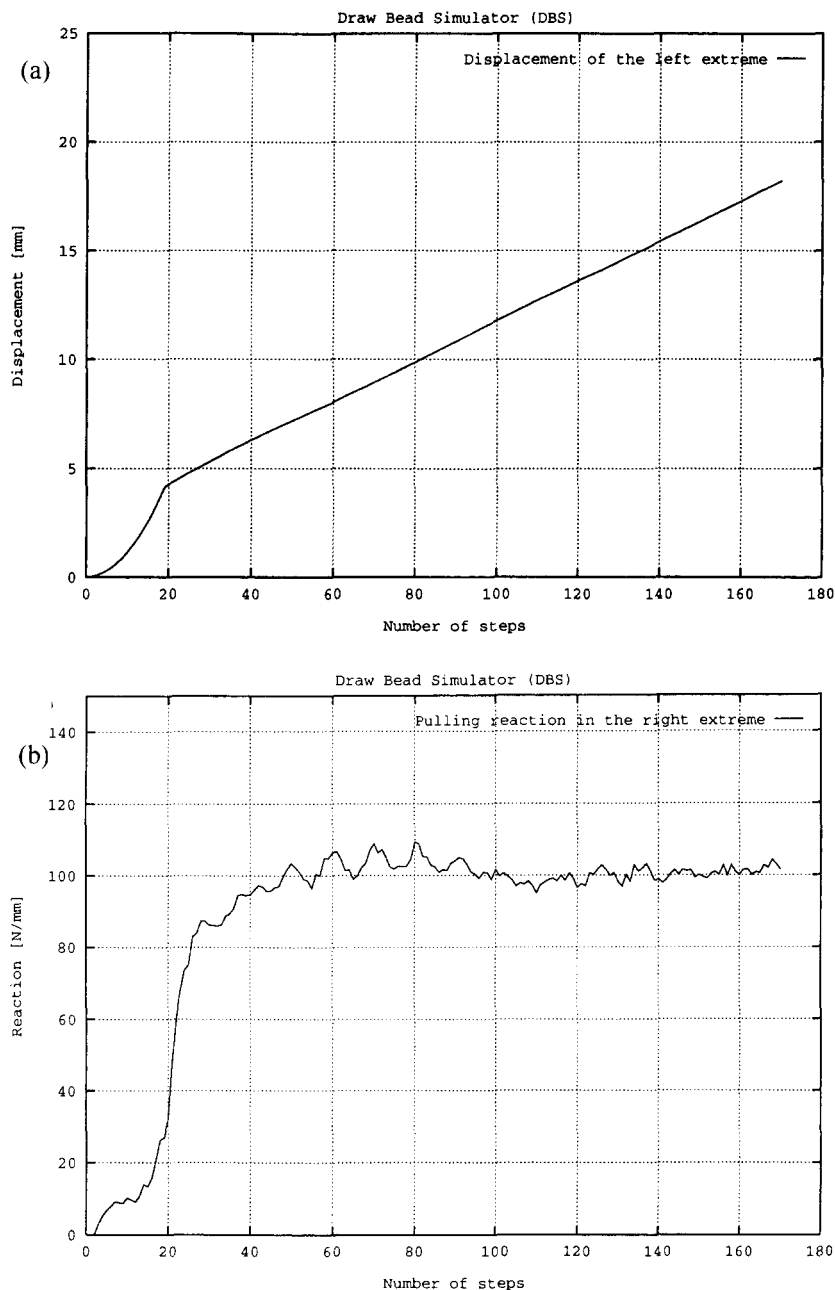 Draw Bead Simulator (DBS)
(a)
Displacement of the left extreme
25
20
15
10
5
0
Displacement [mm]
0 20 40 60 80 100 120 140 160 180
Number of steps
Draw Bead Simulator (DBS)
(b)
Pulling reaction in the right extreme
140
120
100
80
60
40
20
0
Reaction [N/mm]
0 20 40 60 80 100 120 140 160 180
Number of steps